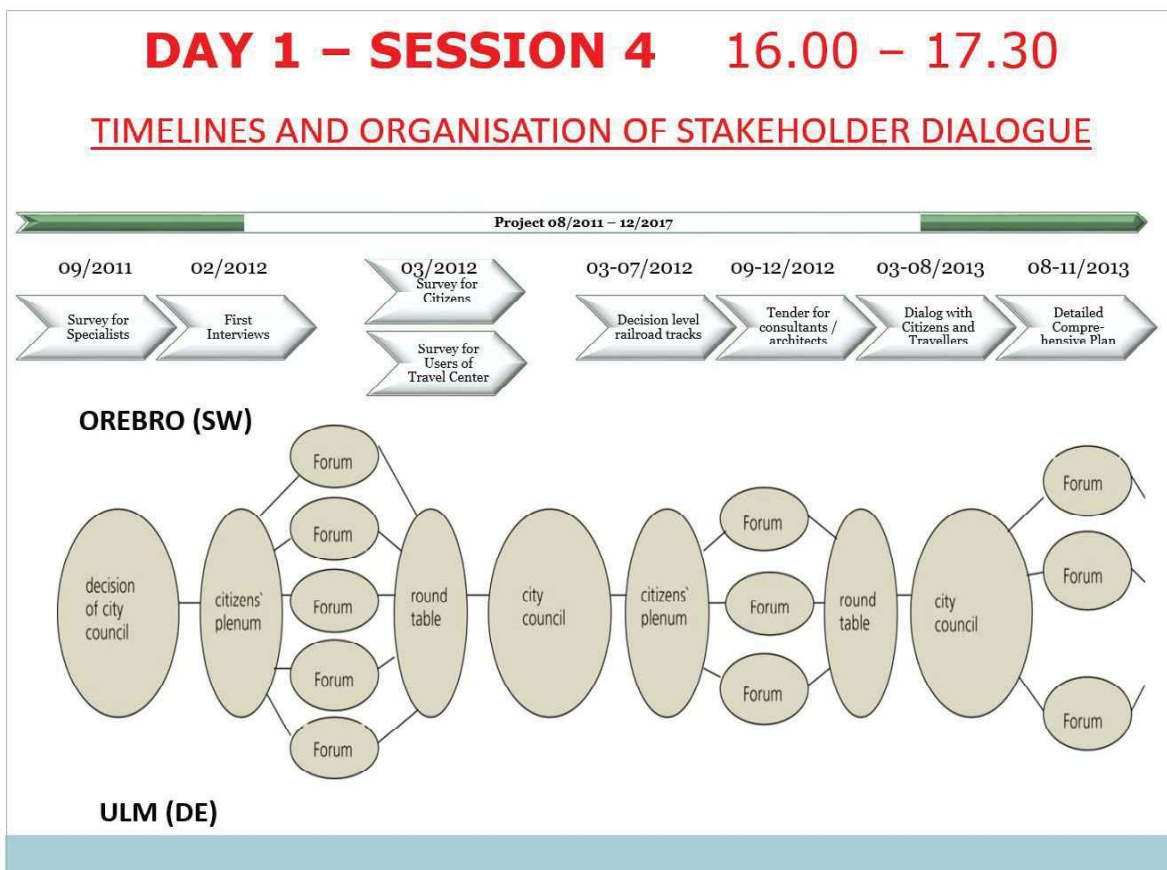 DAY 1 – SESSION 4 16.00 – 17.30
TIMELINES AND ORGANISATION OF STAKEHOLDER DIALOGUE
Project 08/2011 – 12/2017
09/2011
Survey for
Specialists
02/2012
First
Interviews
03/2012
Survey for
Citizens
Survey for
Users of
Travel Center
03-07/2012
Decision level
railroad tracks
09-12/2012
Tender for
consultants /
architects
03-08/2013
Dialog with
Citizens and
Travellers
08-11/2013
Detailed
Compre-
hensive Plan
OREBRO (SW)
decision
of city
council
citizens`
plenum
Forum
Forum
Forum
Forum
Forum
round
table
city
council
citizens`
plenum
Forum
Forum
Forum
round
table
city
council
Forum
Forum
Forum
ULM (DE)